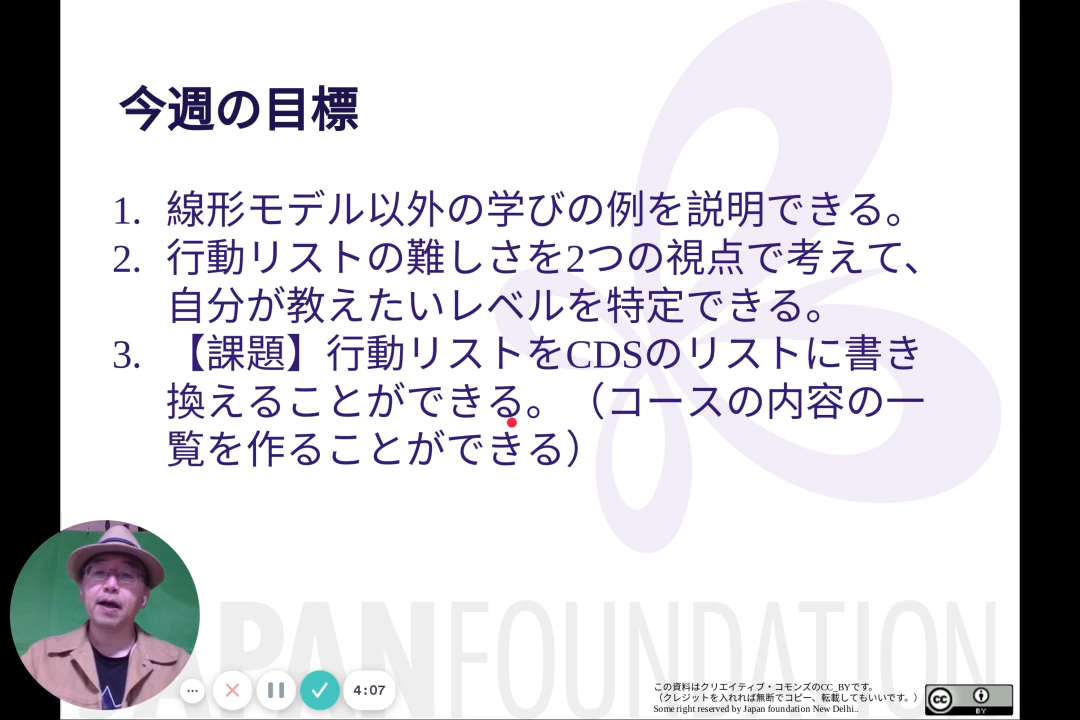 今週の目標
1. 線形モデル以外の学びの例を説明できる。
2. 行動リストの難しさを2つの視点で考えて、
自分が教えたいレベルを特定できる。
3. 【課題】行動リストをCDSのリストに書き
換えることができる。（コースの内容の一
覧を作ることができる）
JAPANFOUNDATION
4:07
この資料はクリエイティブ・コモンズのCC_BYです。
（クレジットを入れれば無断でコピー、転載してもいいです。）
Some right reserved by Japan foundation New Delhi..
cc
BY